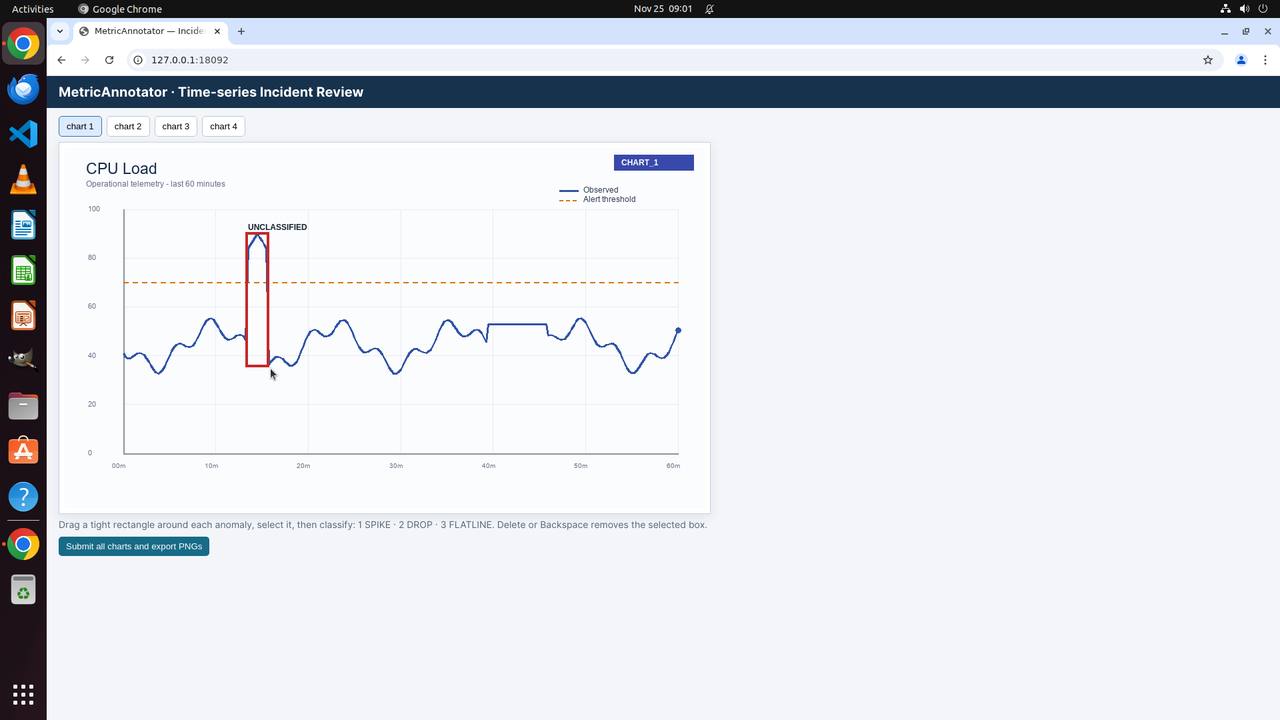 Activities
Google Chrome
Nov 25 09:01
MetricAnnotator — Incide
127.0.0.1:18092
MetricAnnotator · Time-series Incident Review
chart 1
chart 2
chart 3
chart 4
CHART_1
CPU Load
Operational telemetry - last 60 minutes
Observed
Alert threshold
100
UNCLASSIFIED
80
60
40
20
0
00m 10m 20m 30m 40m 50m 60m
Drag a tight rectangle around each anomaly, select it, then classify: 1 SPIKE · 2 DROP · 3 FLATLINE. Delete or Backspace removes the selected box.
Submit all charts and export PNGs